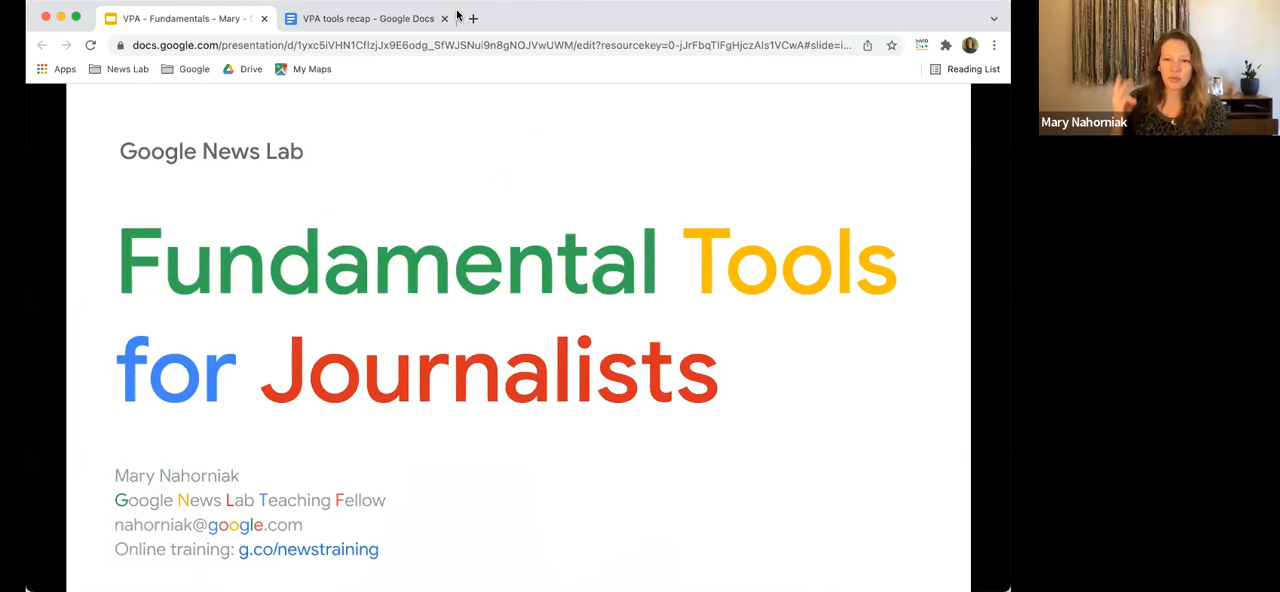 VPA - Fundamentals - Mary -
VPA tools recap - Google Docs
docs.google.com/presentation/d/1yxc5iVHN1CfIzjJx9E6odg_SfWJSNui9n8gNOJVwUWM/edit?resourcekey=0-jJrFbqTlFgHjczAls1VCwA#slide=i...
Apps News Lab Google Drive My Maps Reading List
Mary Nahorniak
Google News Lab
Fundamental Tools
for Journalists
Mary Nahorniak
Google News Lab Teaching Fellow
nahorniak@google.com
Online training: g.co/newstraining